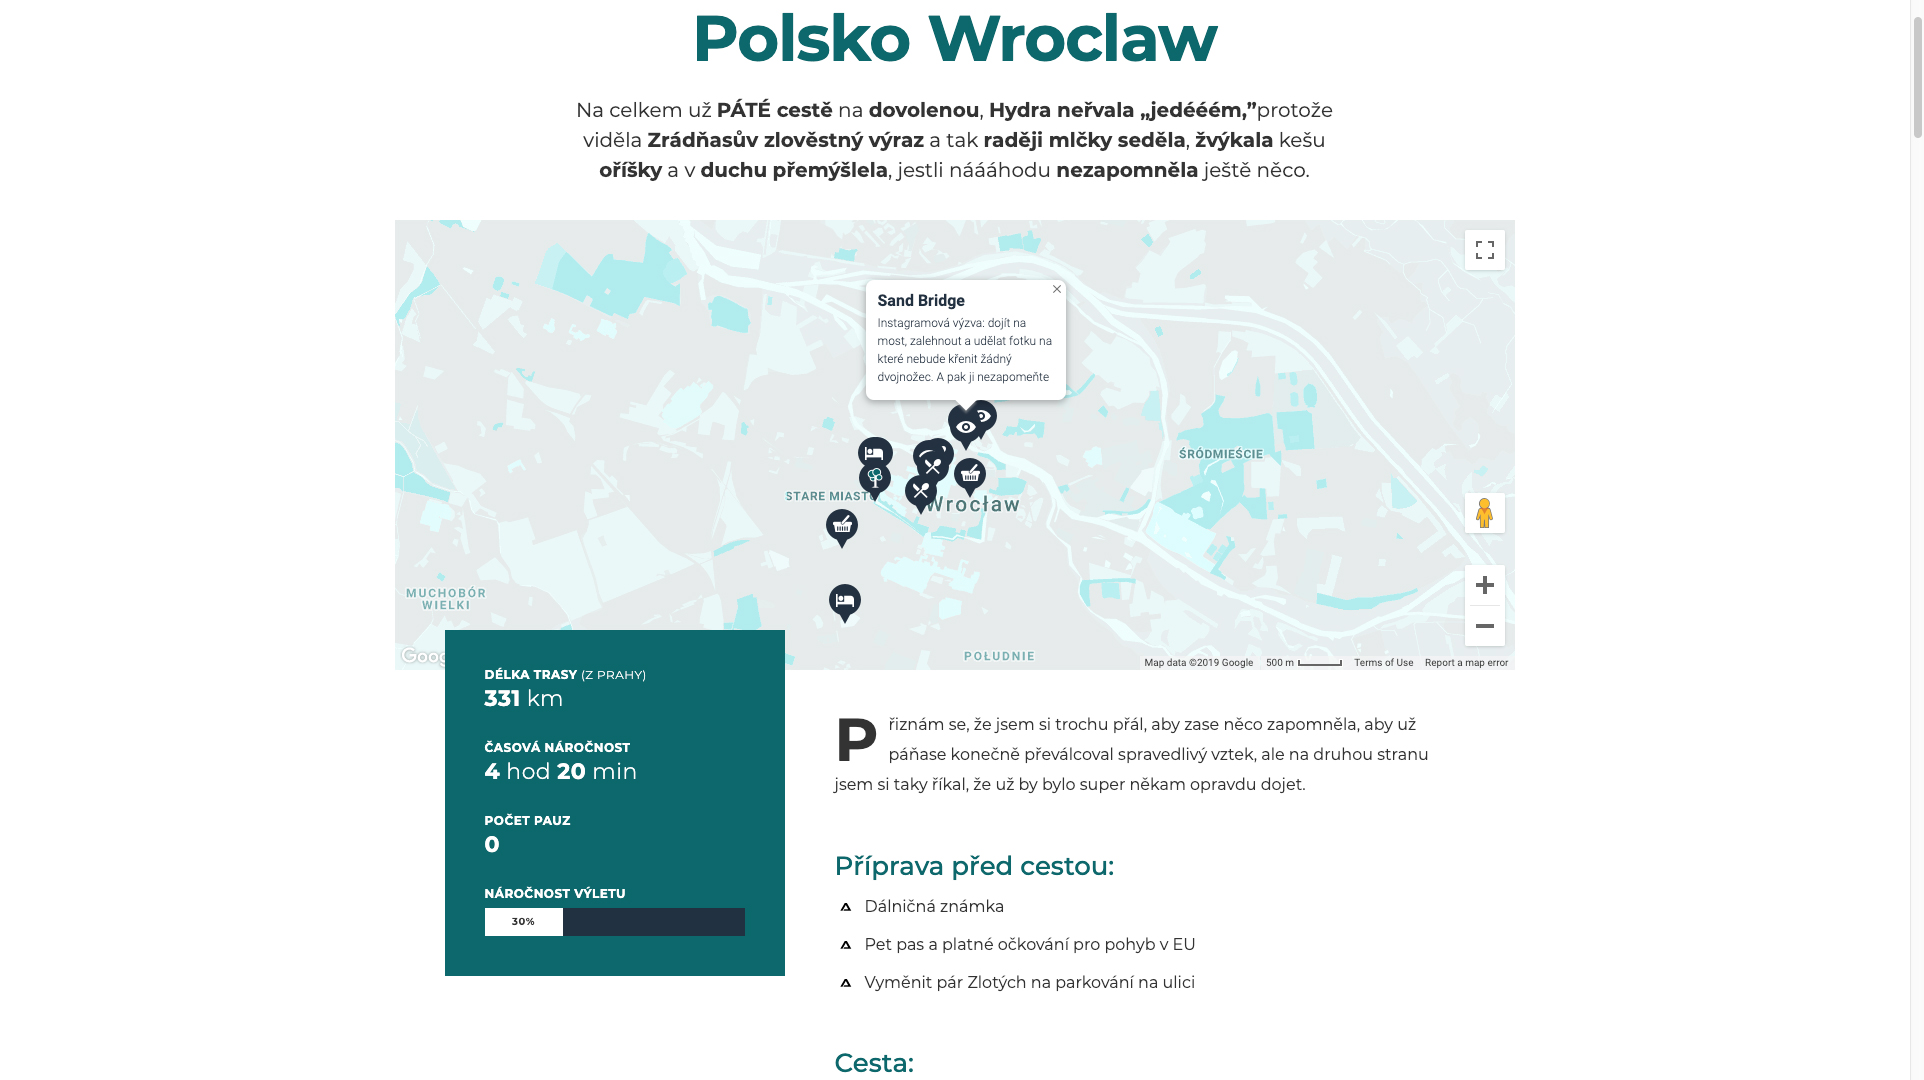 Polsko Wroclaw
Na celkem už PÁTÉ cestě na dovolenou, Hydra neřvala „jedééém,”protože
viděla Zrádňasův zlověstný výraz a tak raději mlčky seděla, žvýkala kešu
oříšky a v duchu přemýšlela, jestli náááhodu nezapomněla ještě něco.
Sand Bridge
Instagramová výzva: dojít na
most, zalehnout a udělat fotku na
které nebude křenit žádný
dvojnožec. A pak ji nezapomeňte
ŚRÓDMIEŚCIE
STARE MIASTO
Wrocław
MUCHOBÓR
WIELKI
POŁUDNIE
Goog
Map data ©2019 Google
500 m
Terms of Use
Report a map error
DÉLKA TRASY (Z PRAHY)
331 km
ČASOVÁ NÁROČNOST
4 hod 20 min
POČET PAUZ
0
NÁROČNOST VÝLETU
30%
Přiznám se, že jsem si trochu přál, aby zase něco zapomněla, aby už
páňase konečně převálcoval spravedlivý vztek, ale na druhou stranu
jsem si taky říkal, že už by bylo super někam opravdu dojet.
Příprava před cestou:
Dálničná známka
Pet pas a platné očkování pro pohyb v EU
Vyměnit pár Zlotých na parkování na ulici
Cesta: